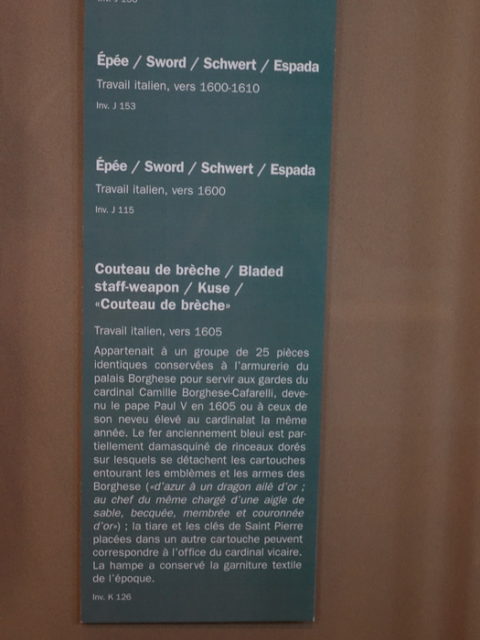 Épée / Sword / Schwert / Espada
Travail italien, vers 1600-1610
Inv. J 153
Épée / Sword / Schwert / Espada
Travail italien, vers 1600
Inv. J 115
Couteau de brèche / Bladed
staff-weapon / Kuse /
«Couteau de brèche»
Travail italien, vers 1605
Appartenait à un groupe de 25 pièces
identiques conservées à l'armurerie du
palais Borghese pour servir aux gardes du
cardinal Camille Borghese-Cafarelli, deve-
nu le pape Paul V en 1605 ou à ceux de
son neveu élevé au cardinalat la même
année. Le fer anciennement bleui est par-
tiellement damasquiné de rinceaux dorés
sur lesquels se détachent les cartouches
entourant les emblèmes et les armes des
Borghese («d'azur à un dragon ailé d'or ;
au chef du même chargé d'une aigle de
sable, becquée, membrée et couronnée
d'or») ; la tiare et les clés de Saint Pierre
placées dans un autre cartouche peuvent
correspondre à l'office du cardinal vicaire.
La hampe a conservé la garniture textile
de l'époque.
Inv. K 126